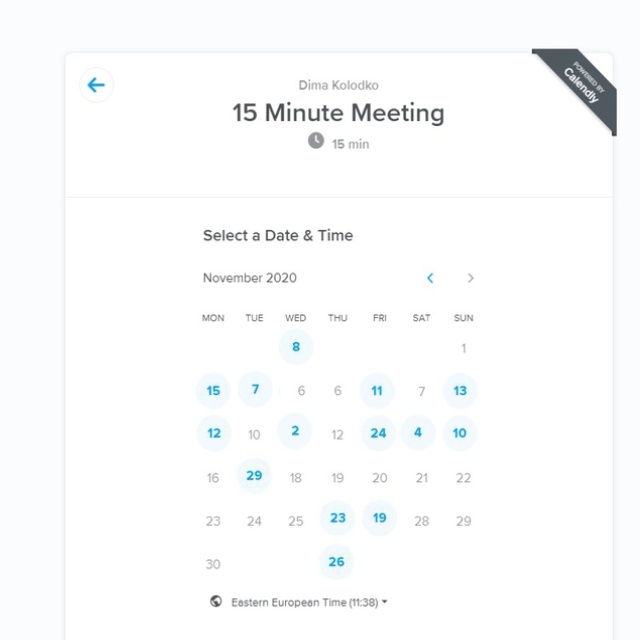 POWERED BY
Calendly
Dima Kolodko
15 Minute Meeting
15 min
Select a Date & Time
November 2020
MON TUE WED THU FRI SAT SUN
8 1
15 7 6 6 11 7 13
12 10 2 12 24 4 10
16 29 18 19 20 21 22
23 24 25 23 19 28 29
30 26
Eastern European Time (11:38)